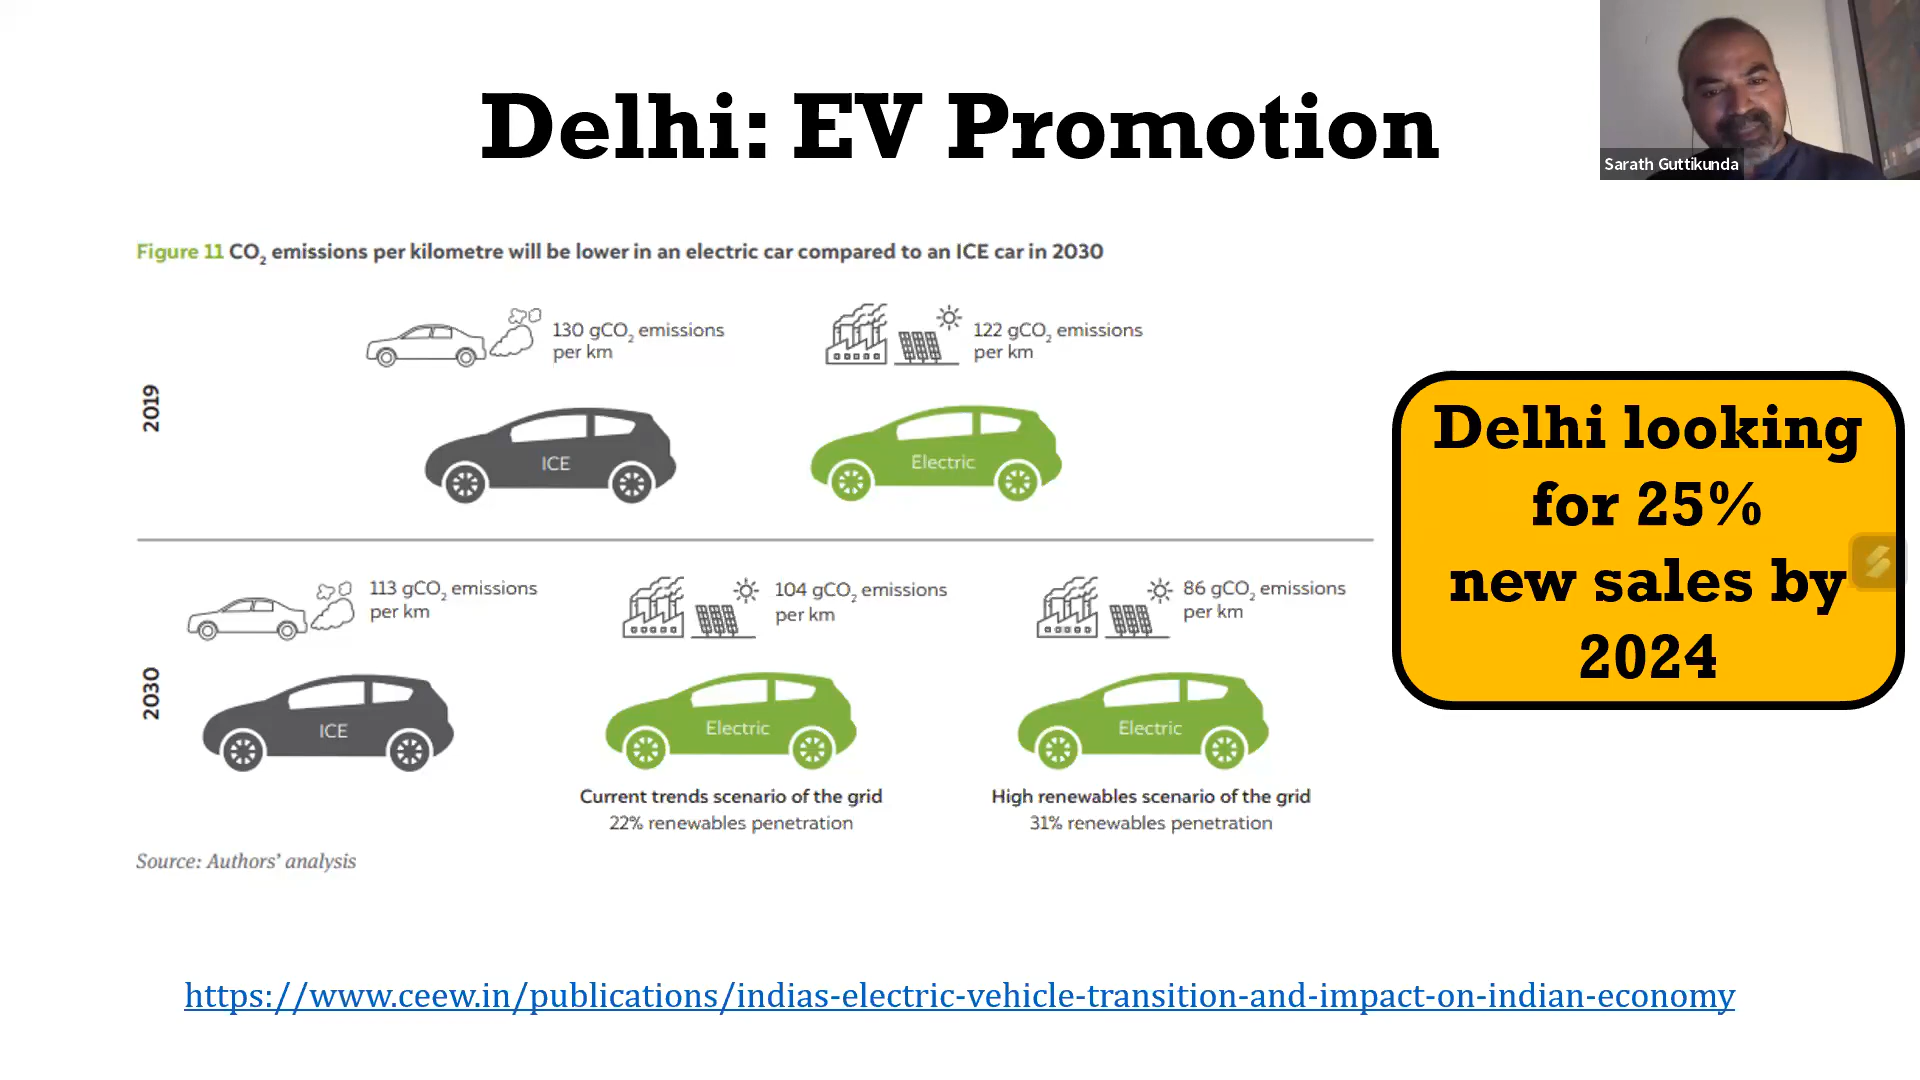 Delhi: EV Promotion
Sarath Guttikunda
Figure 11 CO2 emissions per kilometre will be lower in an electric car compared to an ICE car in 2030
2019
130 gCO2 emissions
per km
122 gCO2 emissions
per km
ICE
Electric
Delhi looking
for 25%
new sales by
2024
2030
113 gCO2 emissions
per km
104 gCO2 emissions
per km
86 gCO2 emissions
per km
ICE
Electric
Electric
Current trends scenario of the grid
22% renewables penetration
High renewables scenario of the grid
31% renewables penetration
Source: Authors’ analysis
https://www.ceew.in/publications/indias-electric-vehicle-transition-and-impact-on-indian-economy